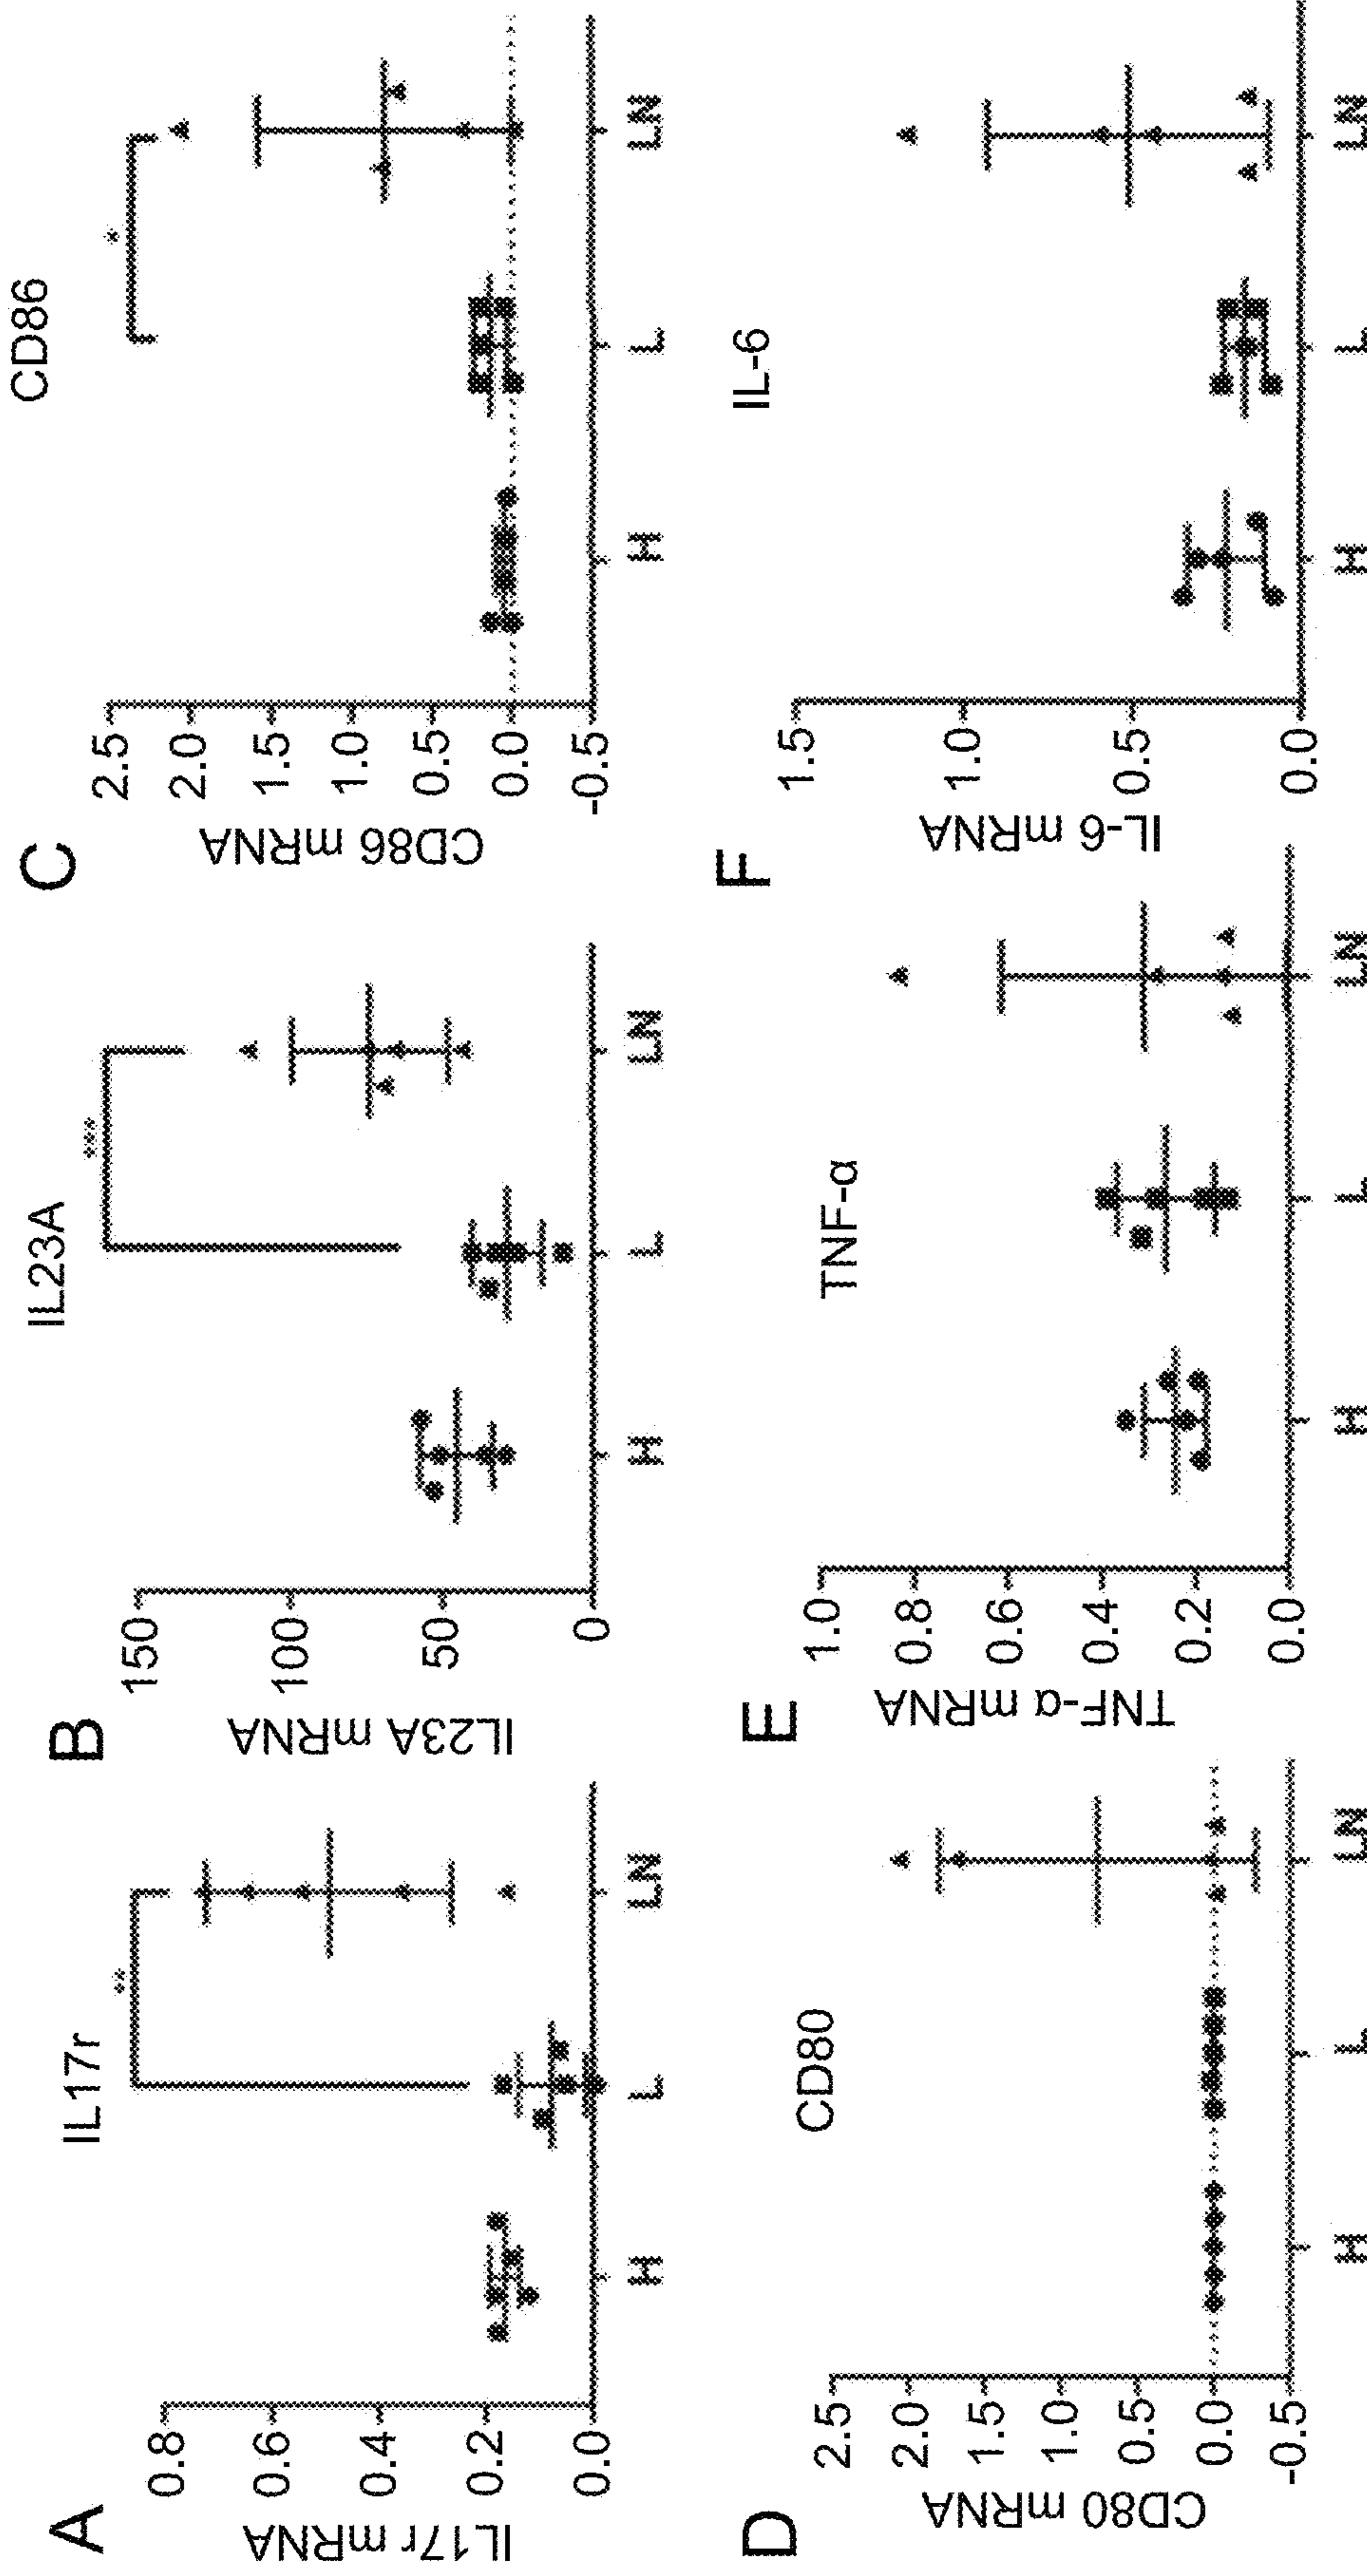 A
IL17r
IL17r mRNA
0.8
0.6
0.4
0.2
0.0
**
H
L
LN
B
IL23A
IL23A mRNA
150
100
50
0
***
H
L
LN
C
CD86
CD86 mRNA
2.5
2.0
1.5
1.0
0.5
0.0
-0.5
*
H
L
LN
D
CD80
CD80 mRNA
2.5
2.0
1.5
1.0
0.5
0.0
-0.5
H
L
LN
E
TNF-α
TNF-α mRNA
1.0
0.8
0.6
0.4
0.2
0.0
H
L
LN
F
IL-6
IL-6 mRNA
1.5
1.0
0.5
0.0
H
L
LN